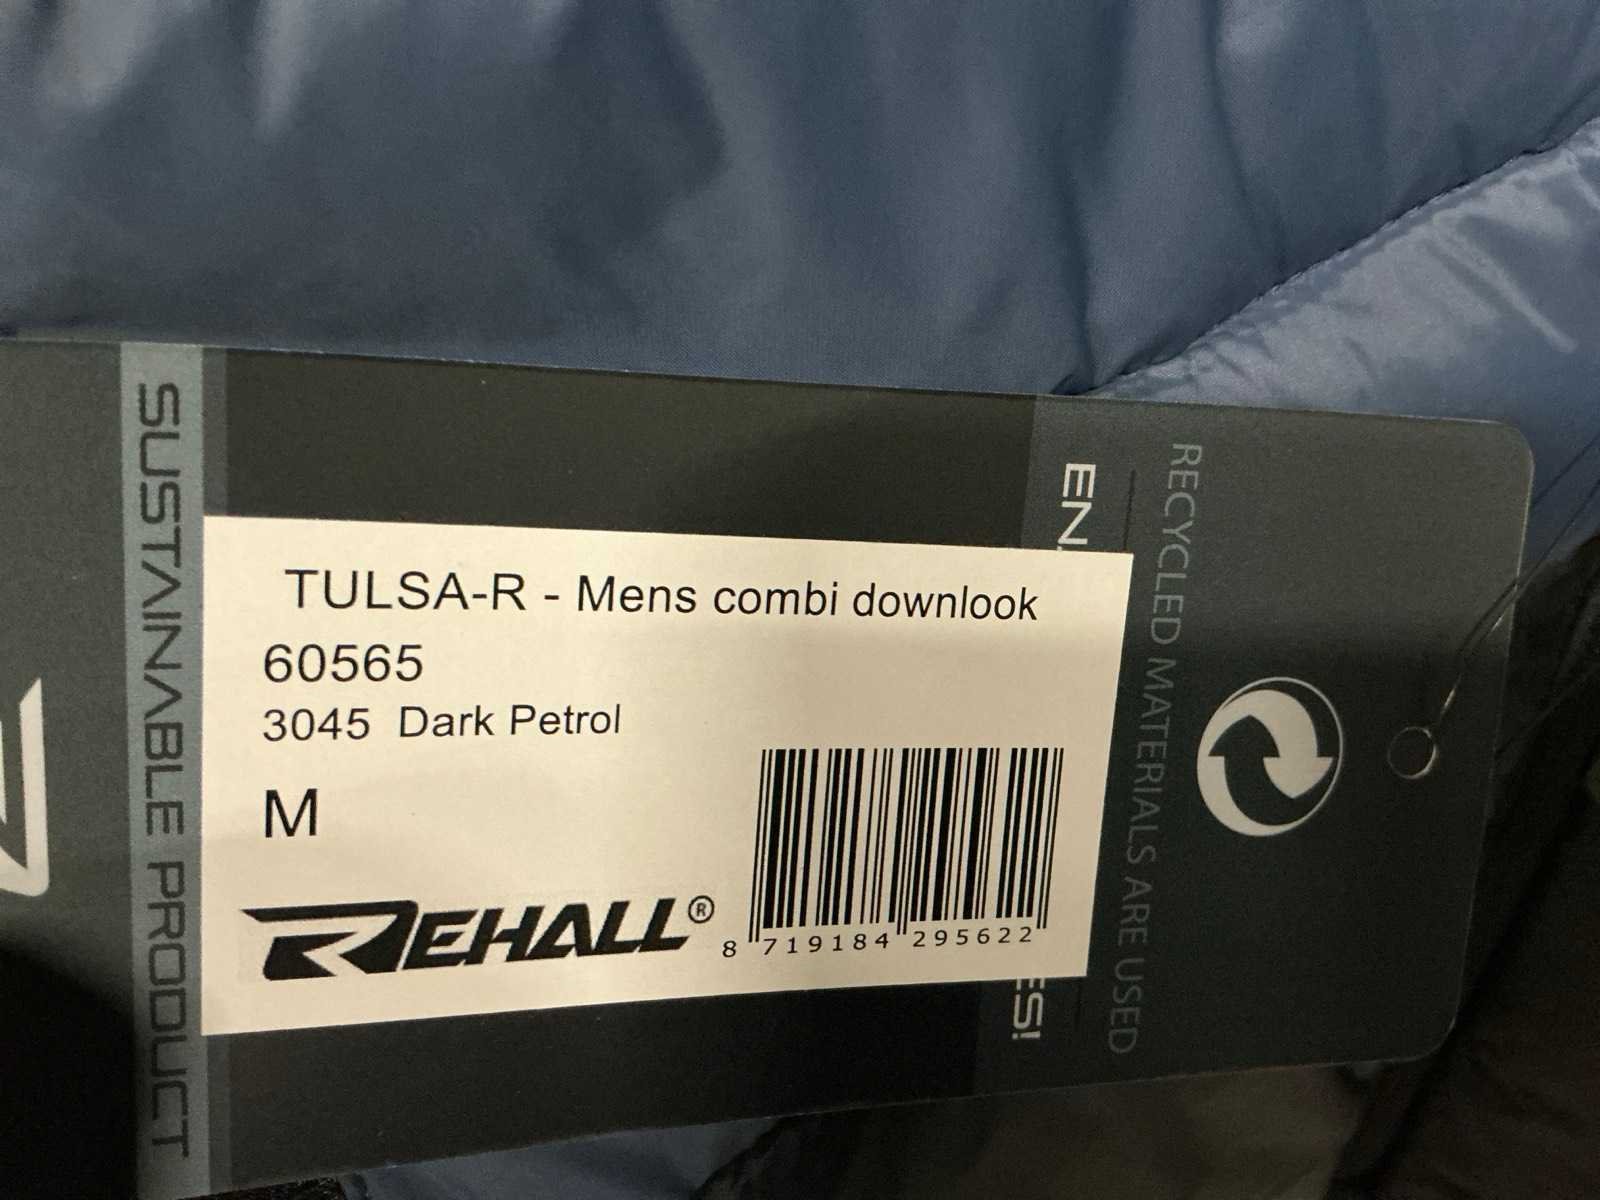 TULSA-R - Mens combi downlook
60565
3045 Dark Petrol
M
REHALL®
8 719184 295622
SUSTAINABLE PRODUCT
RECYCLED MATERIALS ARE USED